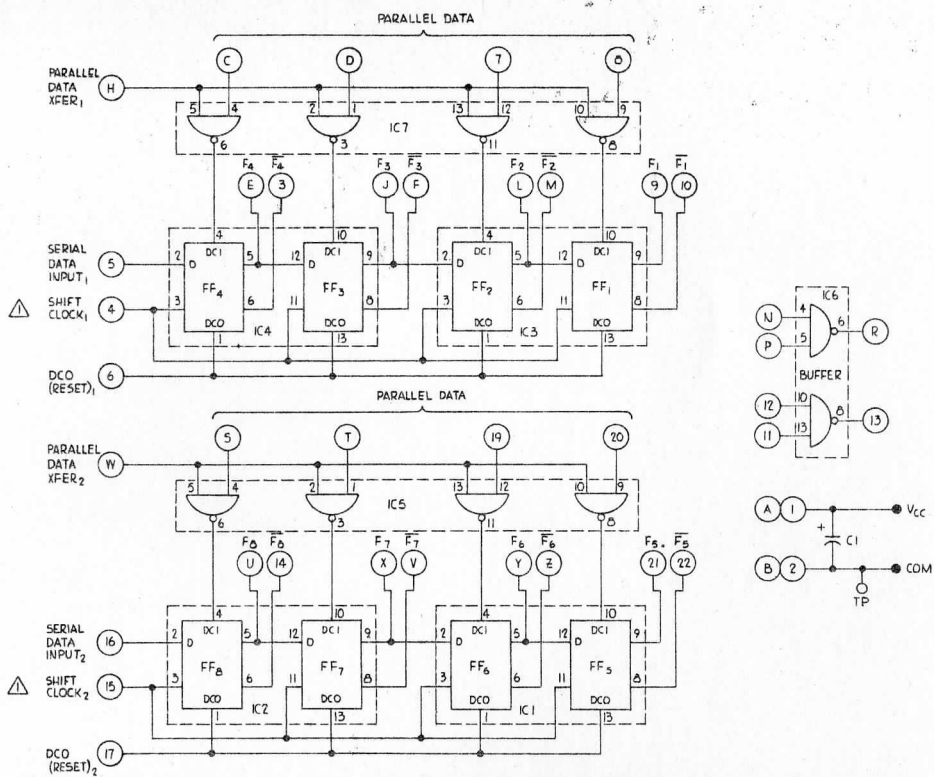 PARALLEL DATA
C D 7 8
PARALLEL DATA XFER1 H
5 4 2 1 13 12 10 9
IC7
6 3 11 8
F4 F̅4̅ F3 F̅3̅ F2 F̅2̅ F1 F̅1̅
E 3 J F L M 9 10
4 10 4 10
SERIAL DATA INPUT1 5
2 D DC1 5 12 D DC1 9 2 D DC1 5 12 D DC1 9
FF4 FF3 FF2 FF1
⚠ 1 SHIFT CLOCK1 4
3 6 11 8 3 6 11 8
DCO DCO DCO DCO
1 IC4 13 1 IC3 13
DCO (RESET)1 6
IC6
N 4 6 R
P 5
BUFFER
12 10 8 13
11 13
PARALLEL DATA
S T 19 20
PARALLEL DATA XFER2 W
5 4 2 1 13 12 10 9
IC5
6 3 11 8
F8 F̅8̅ F7 F̅7̅ F6 F̅6̅ F5 F̅5̅
U 14 X V Y Z 21 22
4 10 4 10
SERIAL DATA INPUT2 16
2 D DC1 5 12 D DC1 9 2 D DC1 5 12 D DC1 9
FF8 FF7 FF6 FF5
⚠ 1 SHIFT CLOCK2 15
3 6 11 8 3 6 11 8
DCO DCO DCO DCO
1 IC2 13 1 IC1 13
DCO (RESET)2 17
A 1 VCC
+ C1
B 2 COM
TP